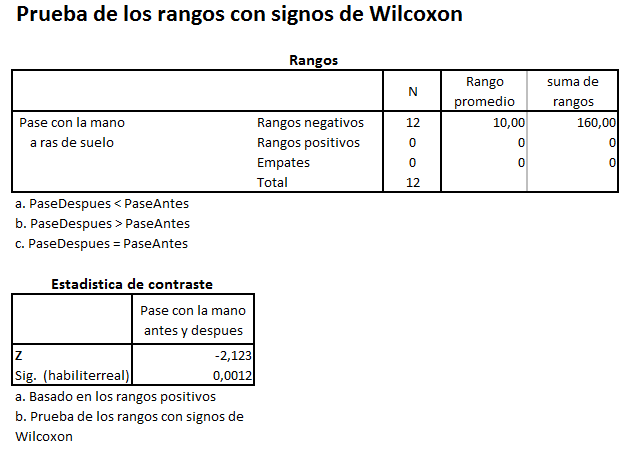 Prueba de los rangos con signos de Wilcoxon
Rangos
N Rango promedio suma de rangos
Pase con la mano Rangos negativos 12 10,00 160,00
a ras de suelo Rangos positivos 0 0 0
Empates 0 0 0
Total 12
a. PaseDespues < PaseAntes
b. PaseDespues > PaseAntes
c. PaseDespues = PaseAntes
Estadistica de contraste
Pase con la mano
antes y despues
Z -2,123
Sig. (habiliterreal) 0,0012
a. Basado en los rangos positivos
b. Prueba de los rangos con signos de
Wilcoxon